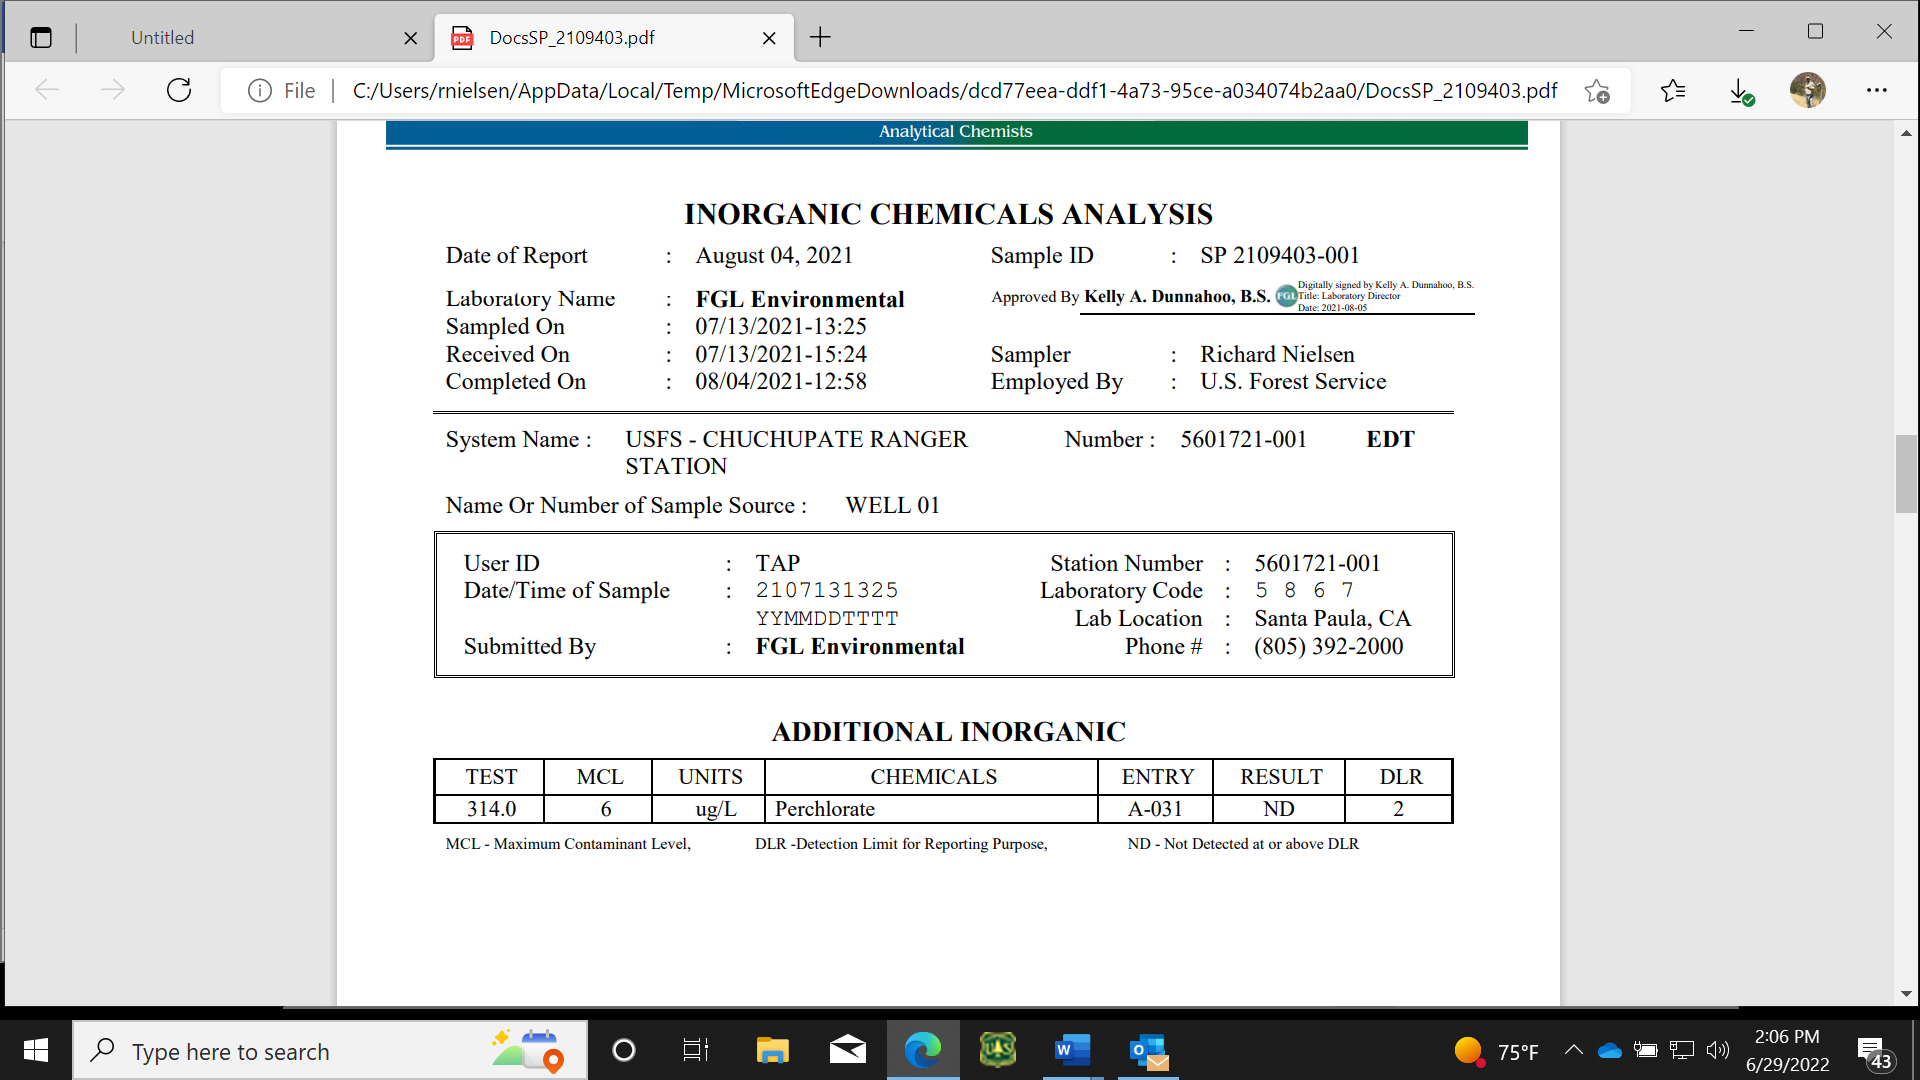 Untitled
DocsSP_2109403.pdf
File
C:/Users/rnielsen/AppData/Local/Temp/MicrosoftEdgeDownloads/dcd77eea-ddf1-4a73-95ce-a034074b2aa0/DocsSP_2109403.pdf
Analytical Chemists
INORGANIC CHEMICALS ANALYSIS
Date of Report : August 04, 2021 Sample ID : SP 2109403-001
Laboratory Name : FGL Environmental Approved By Kelly A. Dunnahoo, B.S. FGL
Digitally signed by Kelly A. Dunnahoo, B.S.
Title: Laboratory Director
Date: 2021-08-05
Sampled On : 07/13/2021-13:25
Received On : 07/13/2021-15:24 Sampler : Richard Nielsen
Completed On : 08/04/2021-12:58 Employed By : U.S. Forest Service
System Name : USFS - CHUCHUPATE RANGER Number : 5601721-001 EDT
STATION
Name Or Number of Sample Source : WELL 01
User ID : TAP Station Number : 5601721-001
Date/Time of Sample : 2107131325 Laboratory Code : 5 8 6 7
YYMMDDTTTT Lab Location : Santa Paula, CA
Submitted By : FGL Environmental Phone # : (805) 392-2000
ADDITIONAL INORGANIC
TEST MCL UNITS CHEMICALS ENTRY RESULT DLR
314.0 6 ug/L Perchlorate A-031 ND 2
MCL - Maximum Contaminant Level, DLR -Detection Limit for Reporting Purpose, ND - Not Detected at or above DLR
Type here to search
75°F
2:06 PM
6/29/2022
43